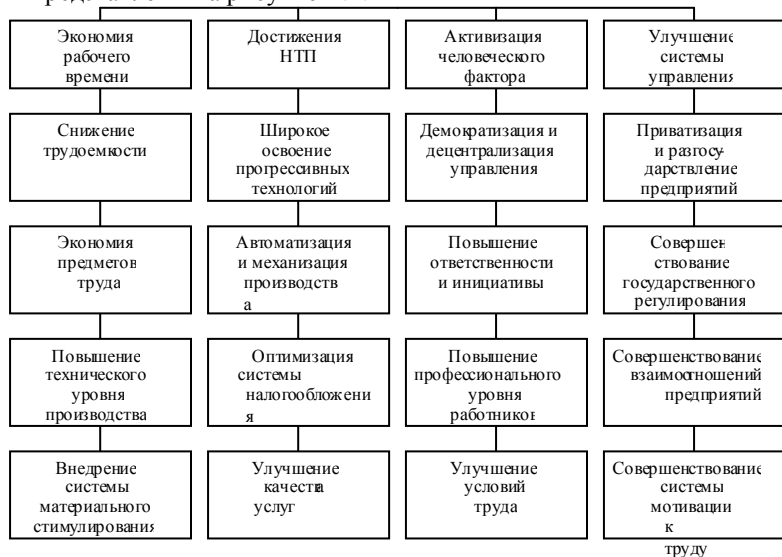 Экономия
рабочего
времени
Достижения
НТП
Активизация
человеческого
фактора
Улучшение
системы
управления
Снижение
трудоемкости
Широкое
освоение
прогрессивных
технологий
Демократизация и
децентрализация
управления
Приватизация
и разгосу-
дарствление
предприятий
Экономия
предметов
труда
Автоматизация
и механизация
производств
а
Повышение
ответственности
и инициативы
Совершен-
ствование
государственного
регулирования
Повышение
технического
уровня
производства
Оптимизация
системы
налогообложени
я
Повышение
профессионального
уровня
работников
Совершенствование
взаимоотношений
предприятий
Внедрение
системы
материального
стимулирования
Улучшение
качества
услуг
Улучшение
условий
труда
Совершенствование
системы
мотивации
к
труду